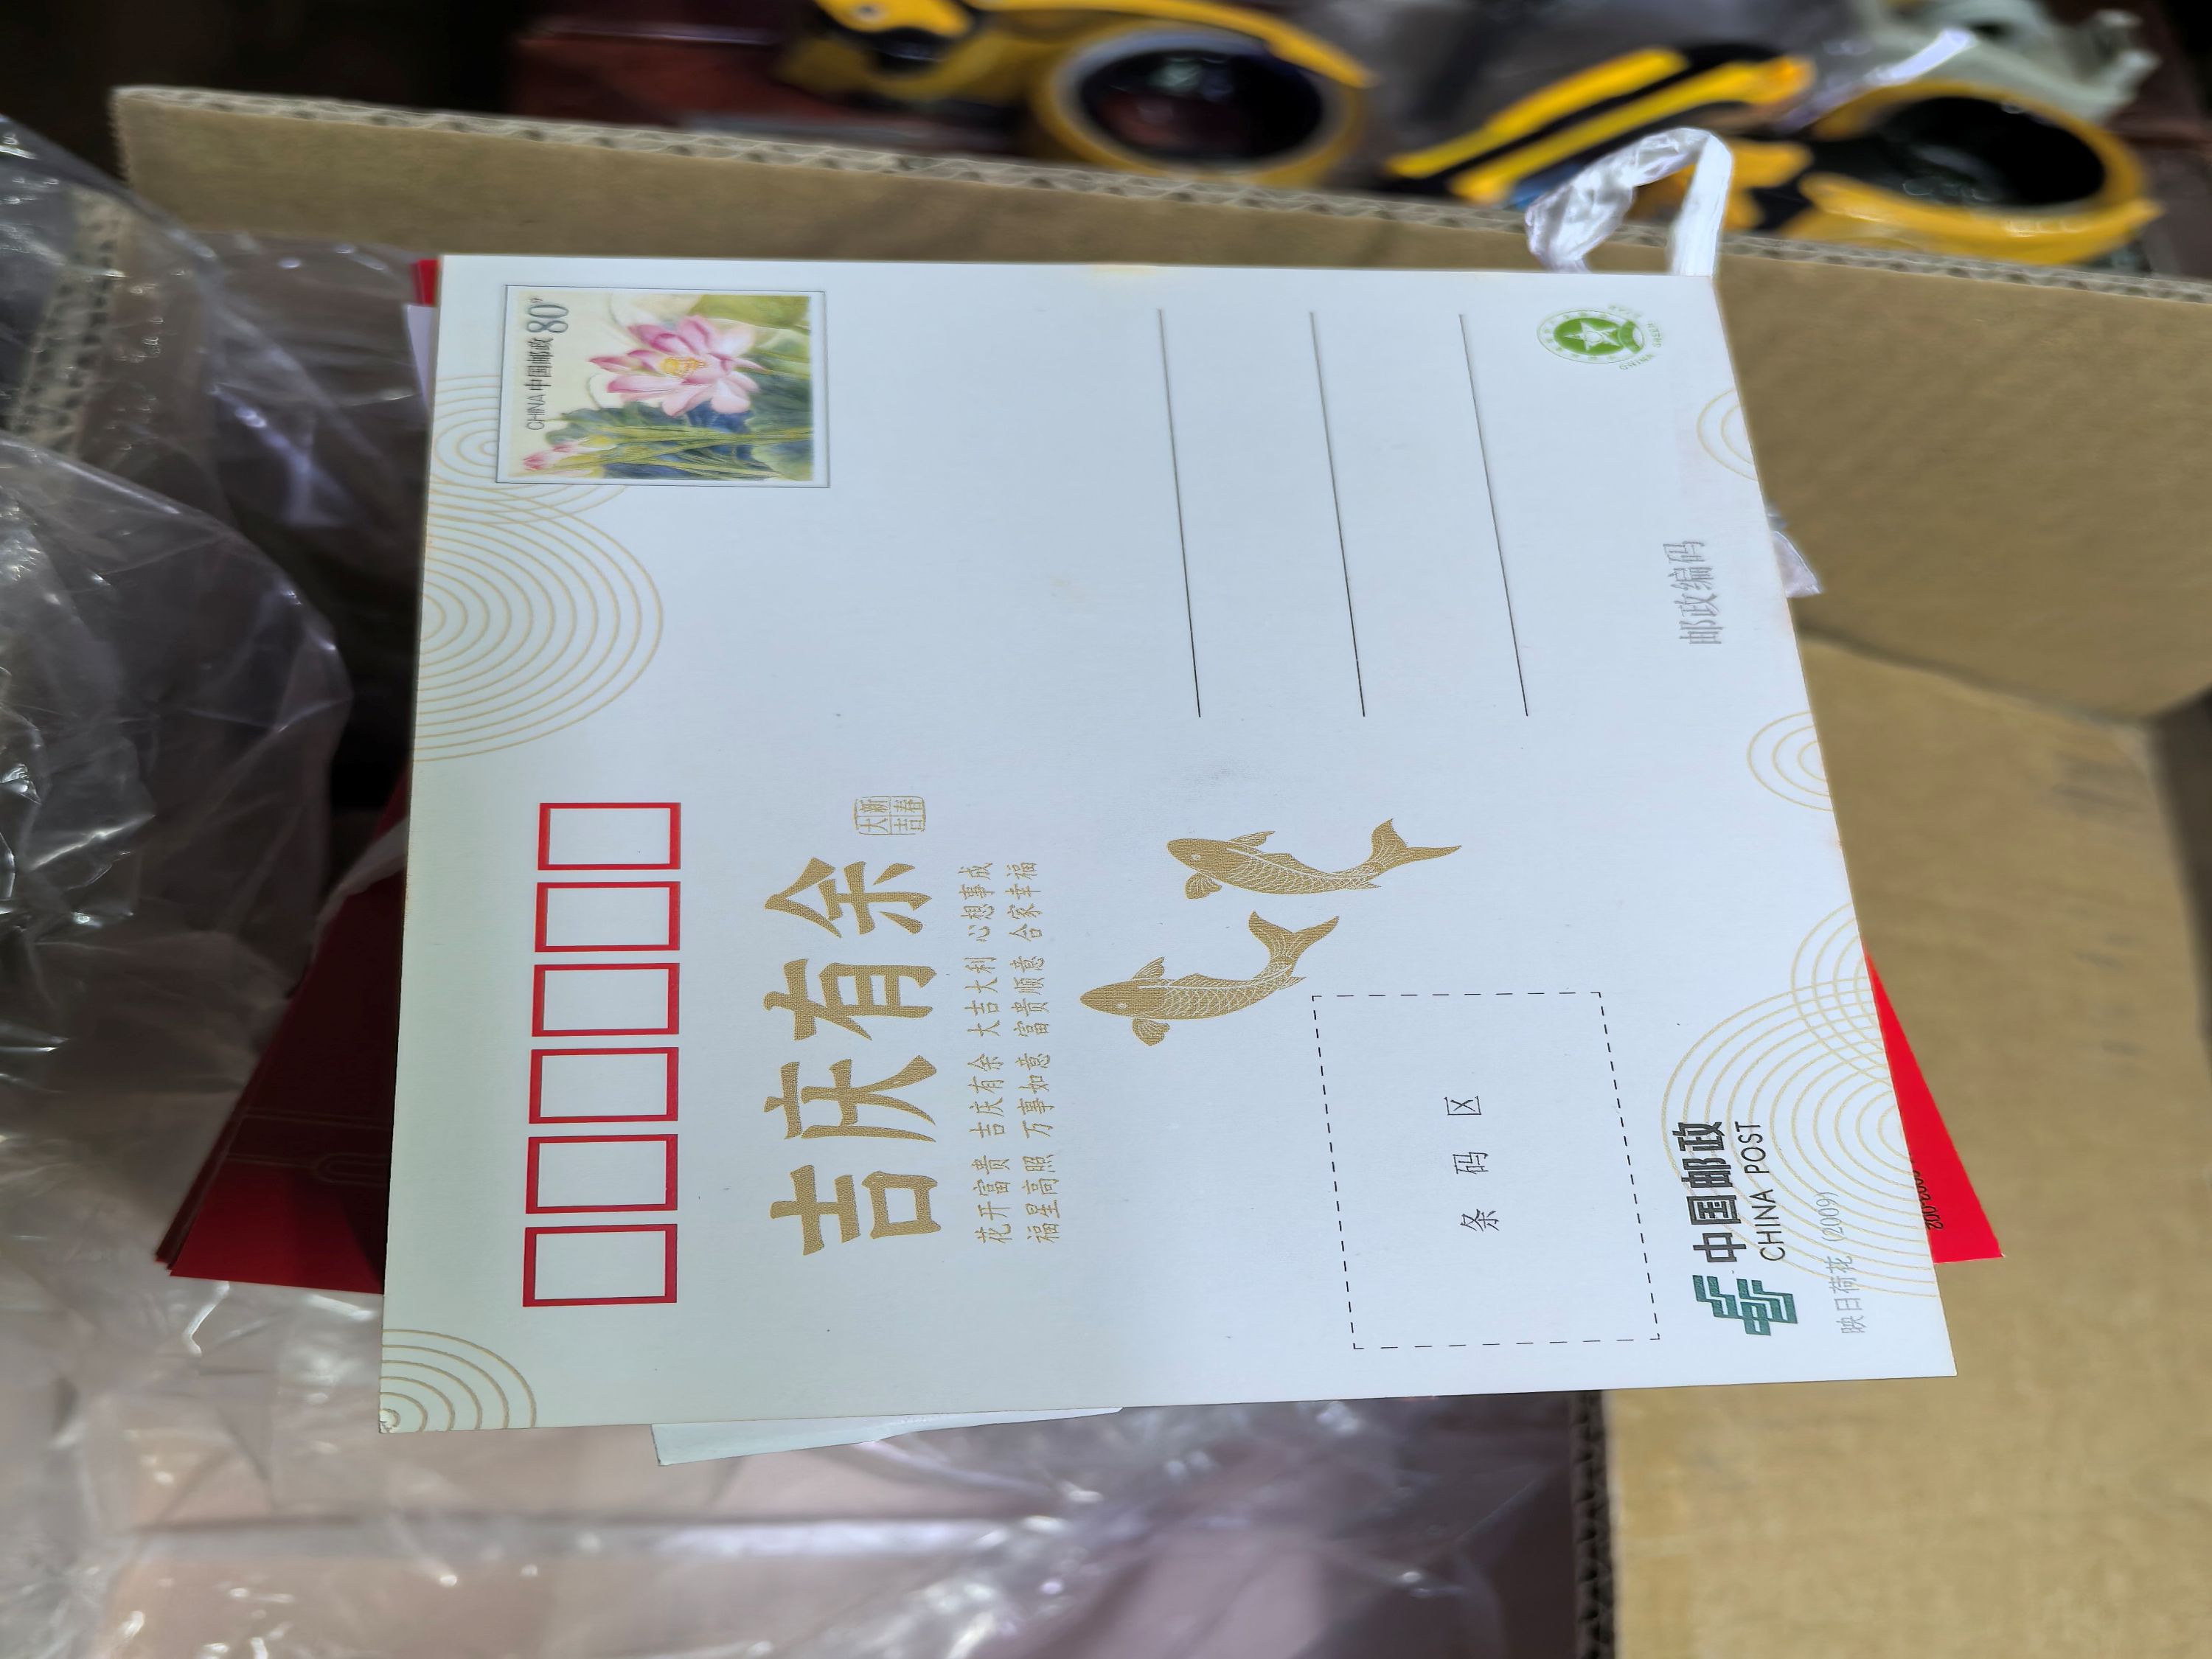 CHINA 中国邮政 80分
吉庆有余
新春
大吉
花开富贵 吉庆有余 大吉大利 心想事成
福星高照 万事如意 富贵顺意 合家幸福
条码区
中国邮政
CHINA POST
邮政编码
映日荷花 (2009)